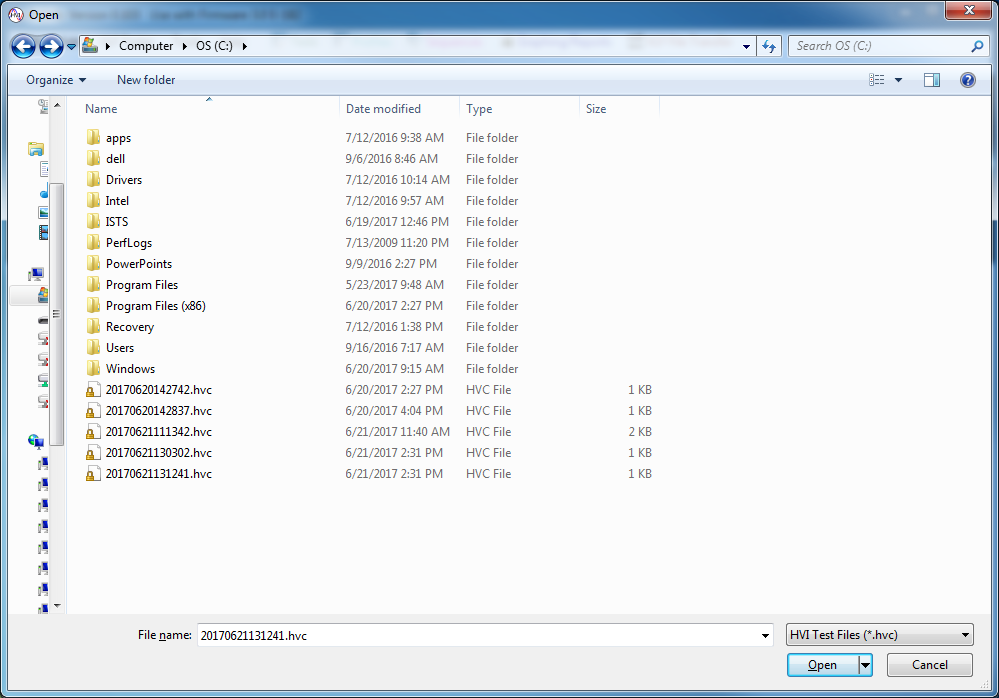 Open
Computer OS (C:) Search OS (C:)
Organize New folder
Name Date modified Type Size
apps 7/12/2016 9:38 AM File folder
dell 9/6/2016 8:46 AM File folder
Drivers 7/12/2016 10:14 AM File folder
Intel 7/12/2016 9:57 AM File folder
ISTS 6/19/2017 12:46 PM File folder
PerfLogs 7/13/2009 11:20 PM File folder
PowerPoints 9/9/2016 2:27 PM File folder
Program Files 5/23/2017 9:48 AM File folder
Program Files (x86) 6/20/2017 2:27 PM File folder
Recovery 7/12/2016 1:38 PM File folder
Users 9/16/2016 7:17 AM File folder
Windows 6/20/2017 9:15 AM File folder
20170620142742.hvc 6/20/2017 2:27 PM HVC File 1 KB
20170620142837.hvc 6/20/2017 4:04 PM HVC File 1 KB
20170621111342.hvc 6/21/2017 11:40 AM HVC File 2 KB
20170621130302.hvc 6/21/2017 2:31 PM HVC File 1 KB
20170621131241.hvc 6/21/2017 2:31 PM HVC File 1 KB
File name: 20170621131241.hvc HVI Test Files (*.hvc)
Open Cancel